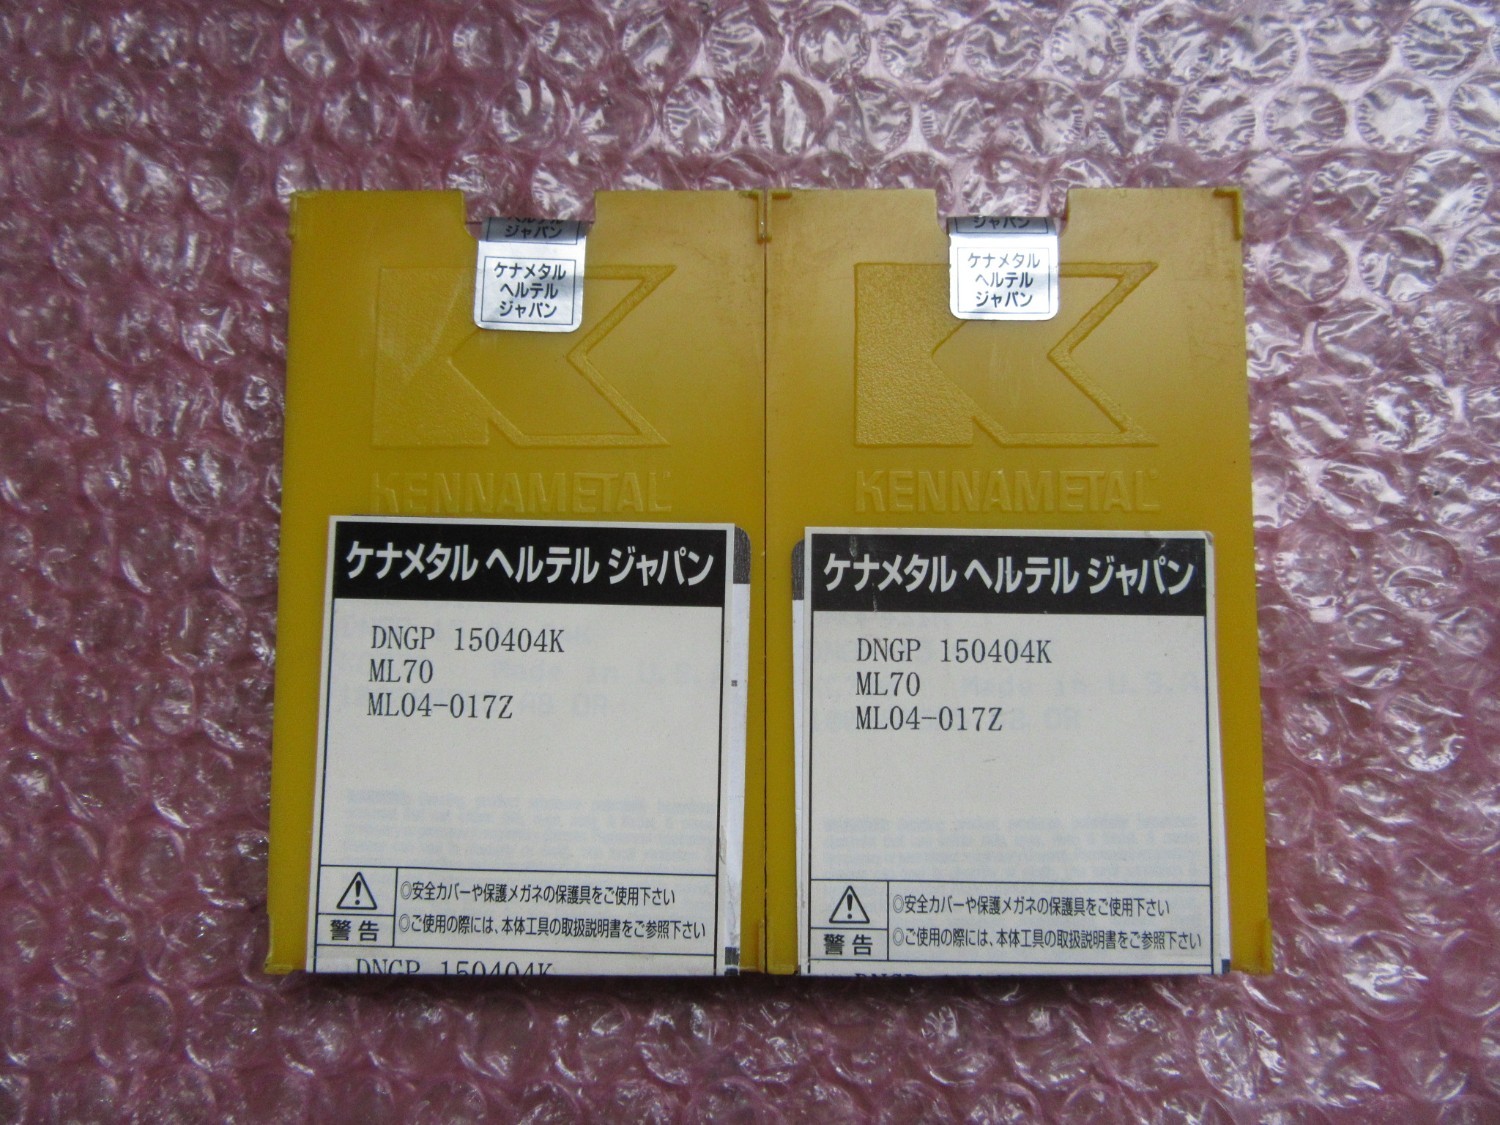 ジャパン
ケナメタル
ヘルテル
ジャパン
KENNAMETAL
ケナメタル ヘルテル ジャパン
DNGP 150404K
ML70
ML04-017Z
警告
◎安全カバーや保護メガネの保護具をご使用下さい
◎ご使用の際には、本体工具の取扱説明書をご参照下さい
DNGP 150404K
ジャパン
ケナメタル
ヘルテル
ジャパン
KENNAMETAL
ケナメタル ヘルテル ジャパン
DNGP 150404K
ML70
ML04-017Z
Made in U.S.A
警告
◎安全カバーや保護メガネの保護具をご使用下さい
◎ご使用の際には、本体工具の取扱説明書をご参照下さい
DNGP